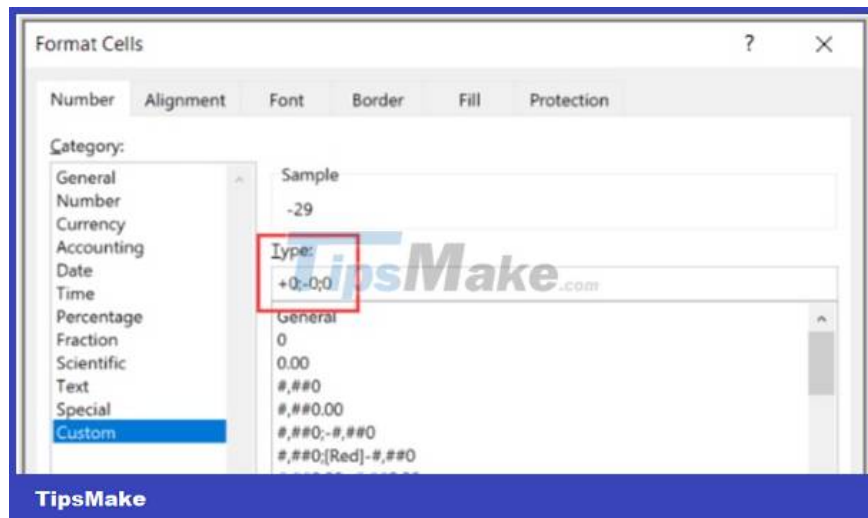 Format Cells ? ×
Number Alignment Font Border Fill Protection
Category:
General
Number
Currency
Accounting
Date
Time
Percentage
Fraction
Scientific
Text
Special
Custom
Sample
-29
Type:
+0;-0;0
TipsMake.com
General
0
0.00
#,##0
#,##0.00
#,##0;-#,##0
#,##0;[Red]-#,##0
TipsMake